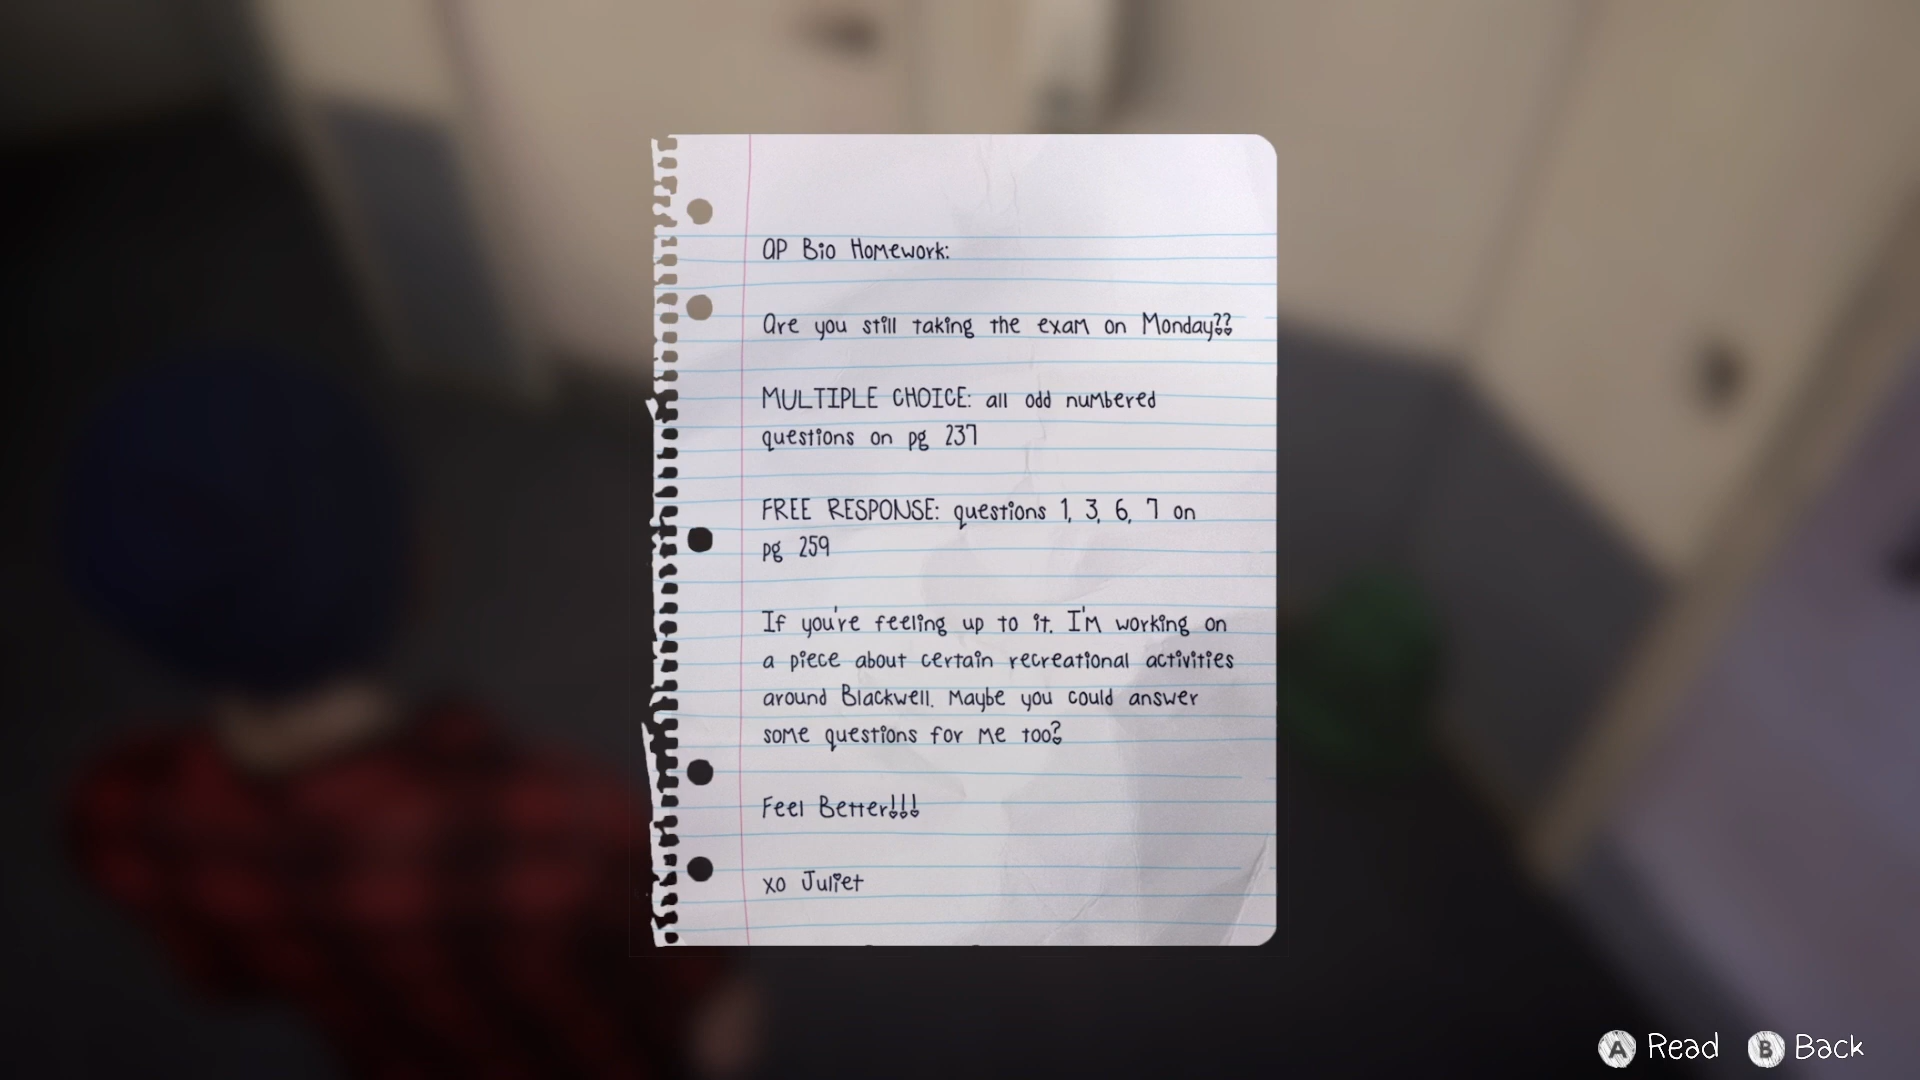 AP Bio Homework:
Are you still taking the exam on Monday??
MULTIPLE CHOICE: all odd numbered
questions on pg 237
FREE RESPONSE: questions 1, 3, 6, 7 on
pg 259
If you're feeling up to it. I'm working on
a piece about certain recreational activities
around Blackwell. Maybe you could answer
some questions for me too?
Feel Better!!!
xo Juliet
A Read B Back